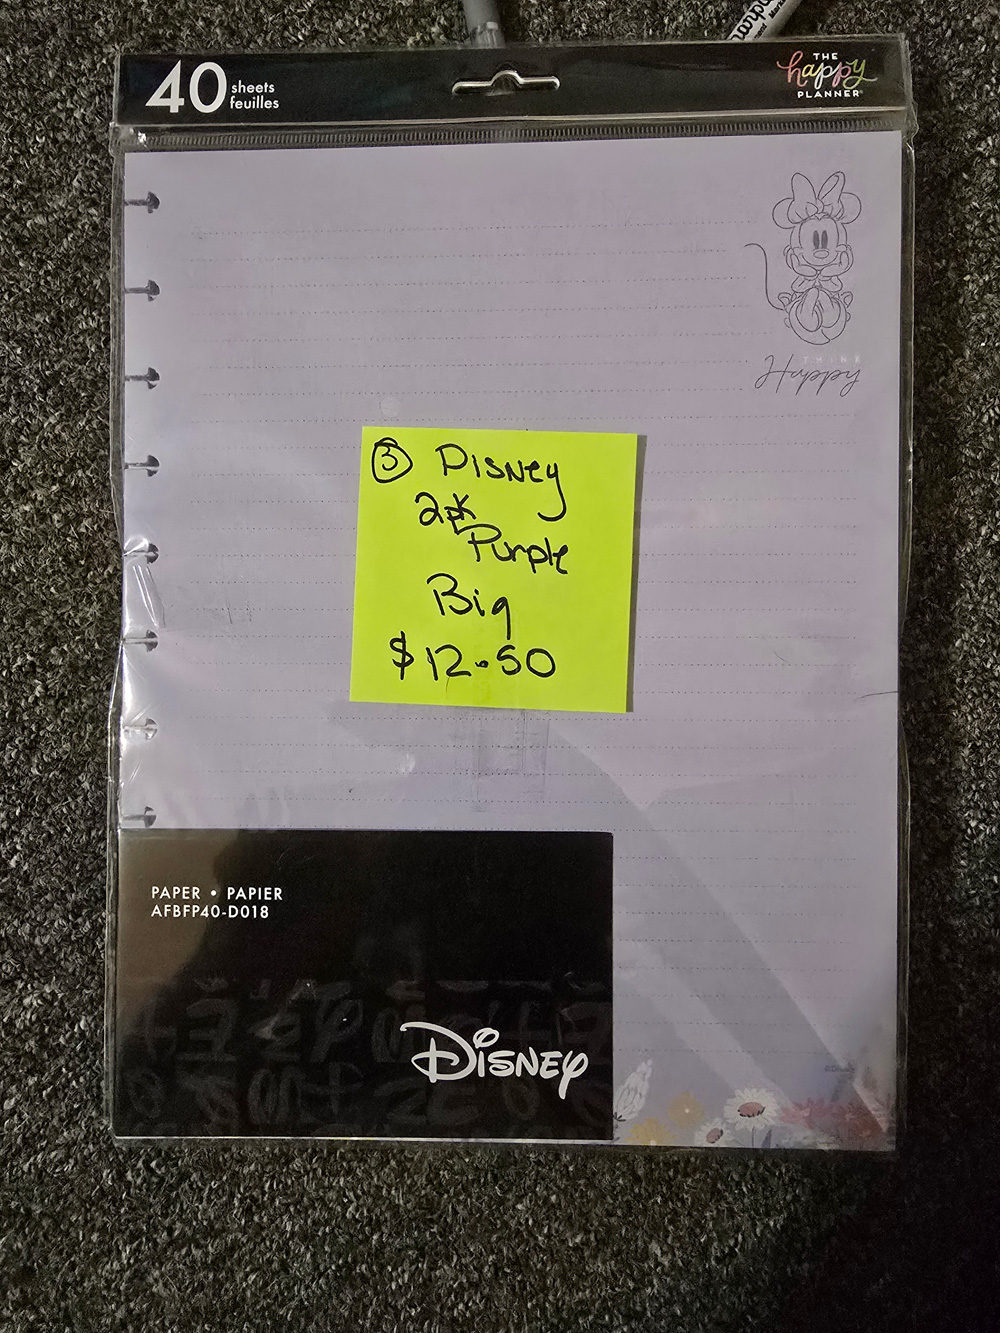 40 sheets
feuilles
THE
happy
PLANNER
THINK
Happy
③ Disney
2pk
Purple
Big
$12.50
PAPER • PAPIER
AFBFP40-D018
Disney
©Disney